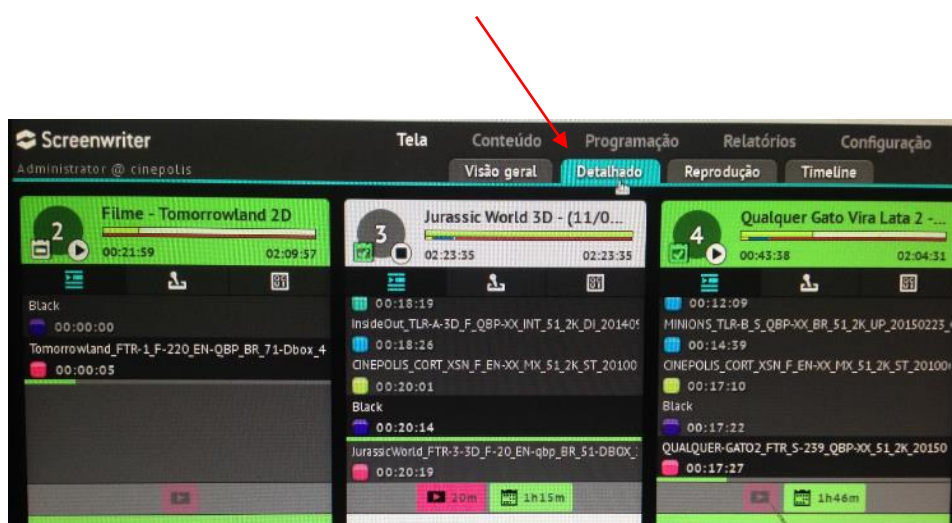 Screenwriter
Tela Conteúdo Programação Relatórios Configuração
Administrator @ cinepolis
Visão geral Detalhado Reprodução Timeline
2
Filme - Tomorrowland 2D
00:21:59 02:09:57
Black
00:00:00
Tomorrowland_FTR-1_F-220_EN-QBP_BR_71-Dbox_4
00:00:05
3
Jurassic World 3D - (11/0...
02:23:35 02:23:35
00:18:19
InsideOut_TLR-A-3D_F_QBP-XX_INT_51_2K_DI_201409
00:18:26
CINEPOLIS_CORT_XSN_F_EN-XX_MX_51_2K_ST_20100
00:20:01
Black
00:20:14
JurassicWorld_FTR-3-3D_F-20_EN-qbp_BR_51-DBOX_
00:20:19
20m 1h15m
4
Qualquer Gato Vira Lata 2 -...
00:43:38 02:04:31
00:12:09
MINIONS_TLR-B_S_QBP-XX_BR_51_2K_UP_20150223_
00:14:39
CINEPOLIS_CORT_XSN_F_EN-XX_MX_51_2K_ST_20100
00:17:10
Black
00:17:22
QUALQUER-GATO2_FTR_S-239_QBP-XX_51_2K_20150
00:17:27
1h46m